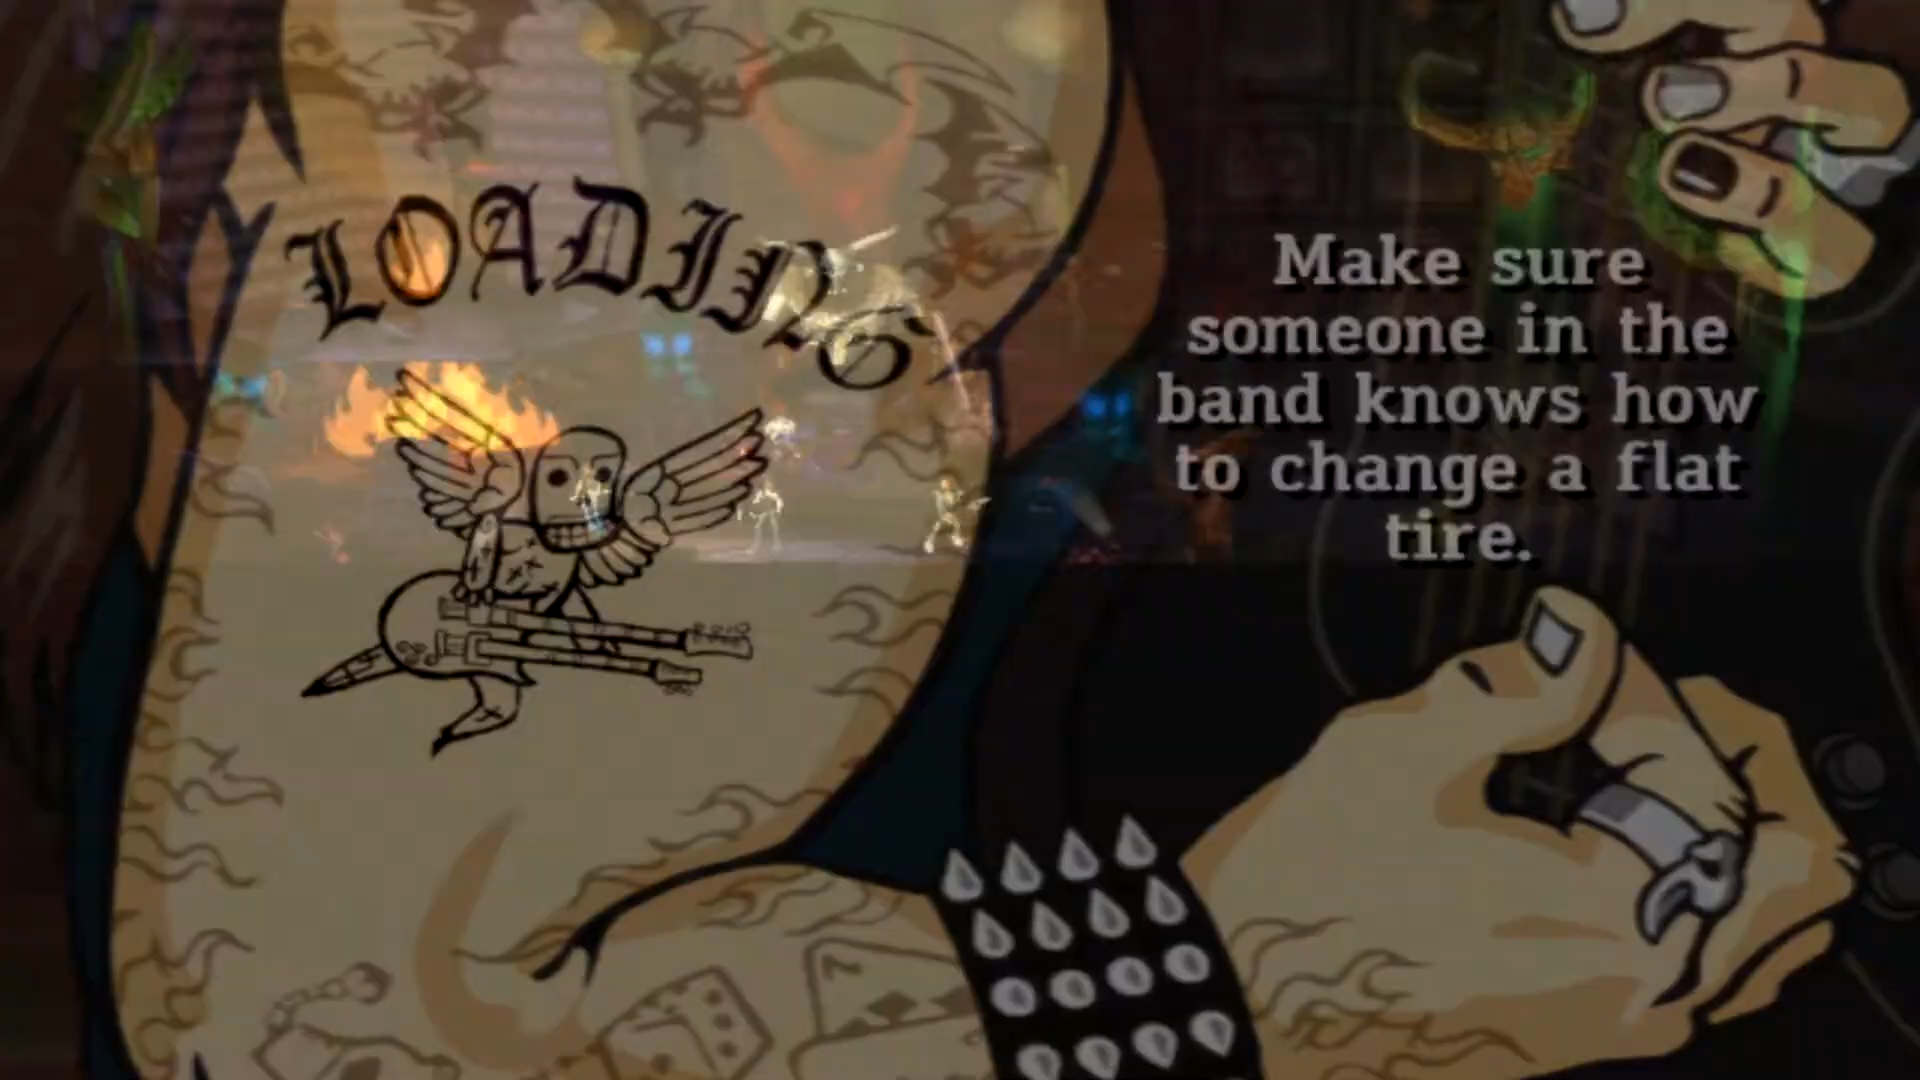 LOADING
Make sure
someone in the
band knows how
to change a flat
tire.